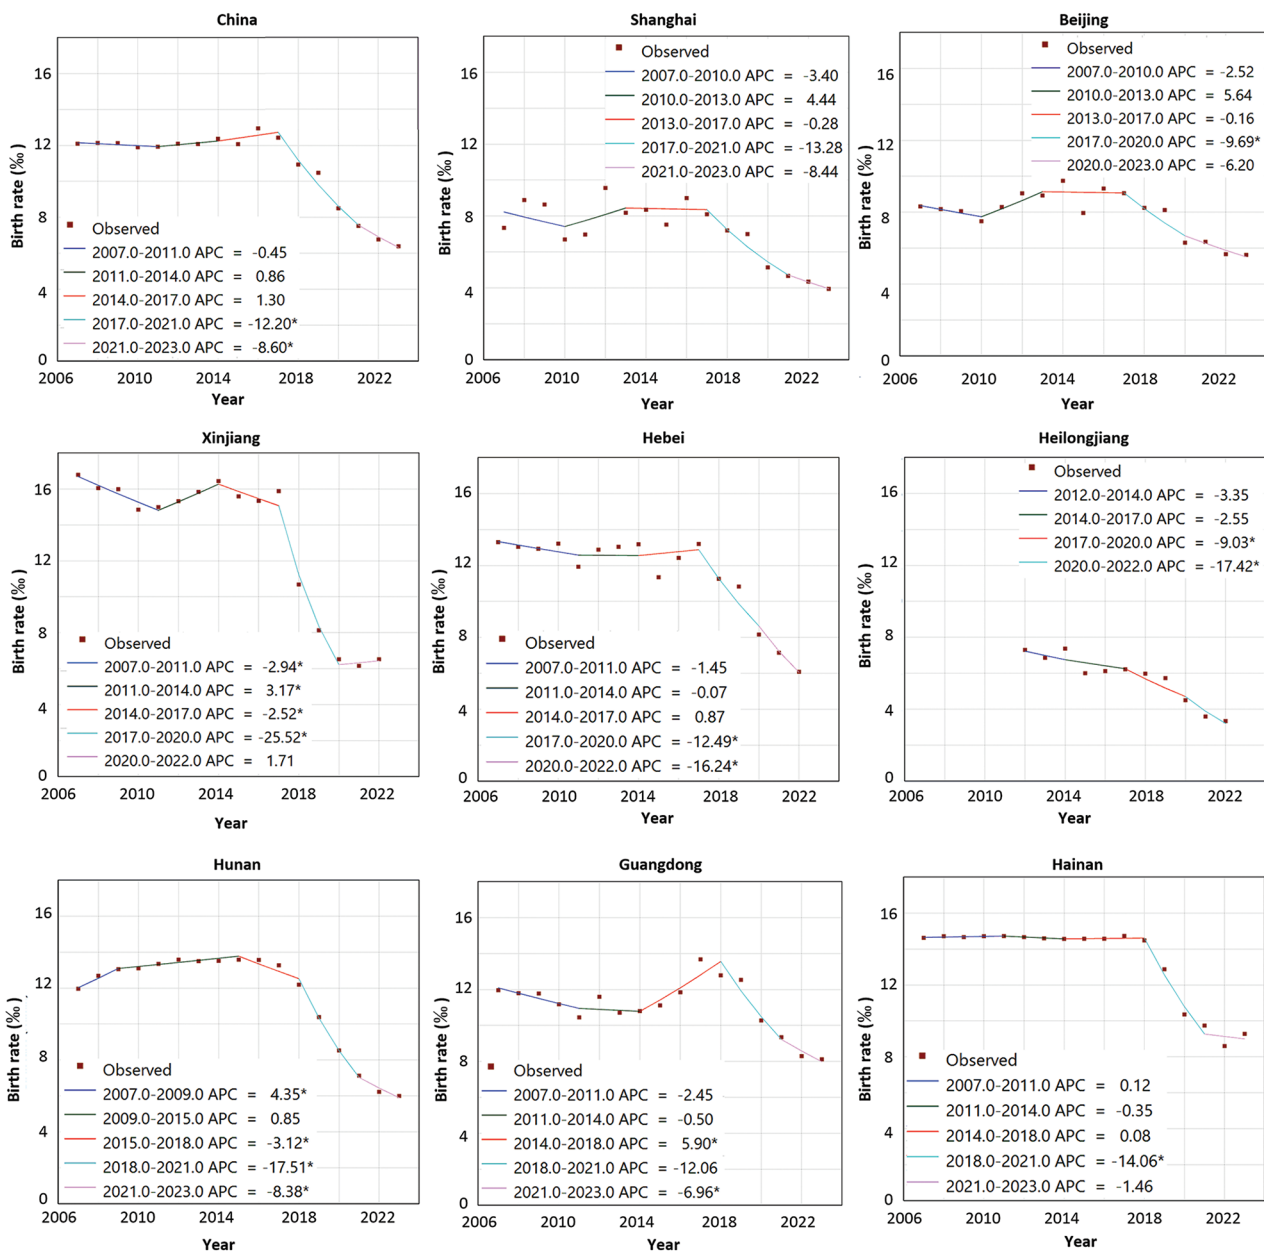 China
Birth rate (‰)
16
12
8
4
0
Observed
2007.0-2011.0 APC = -0.45
2011.0-2014.0 APC = 0.86
2014.0-2017.0 APC = 1.30
2017.0-2021.0 APC = -12.20*
2021.0-2023.0 APC = -8.60*
2006 2010 2014 2018 2022
Year
Shanghai
Birth rate (‰)
16
12
8
4
0
Observed
2007.0-2010.0 APC = -3.40
2010.0-2013.0 APC = 4.44
2013.0-2017.0 APC = -0.28
2017.0-2021.0 APC = -13.28
2021.0-2023.0 APC = -8.44
2006 2010 2014 2018 2022
Year
Beijing
Birth rate (‰)
16
12
8
4
0
Observed
2007.0-2010.0 APC = -2.52
2010.0-2013.0 APC = 5.64
2013.0-2017.0 APC = -0.16
2017.0-2020.0 APC = -9.69*
2020.0-2023.0 APC = -6.20
2006 2010 2014 2018 2022
Year
Xinjiang
Birth rate (‰)
16
12
8
4
0
Observed
2007.0-2011.0 APC = -2.94*
2011.0-2014.0 APC = 3.17*
2014.0-2017.0 APC = -2.52*
2017.0-2020.0 APC = -25.52*
2020.0-2022.0 APC = 1.71
2006 2010 2014 2018 2022
Year
Hebei
Birth rate (‰)
16
12
8
4
0
Observed
2007.0-2011.0 APC = -1.45
2011.0-2014.0 APC = -0.07
2014.0-2017.0 APC = 0.87
2017.0-2020.0 APC = -12.49*
2020.0-2022.0 APC = -16.24*
2006 2010 2014 2018 2022
Year
Heilongjiang
Birth rate (‰)
16
12
8
4
0
Observed
2012.0-2014.0 APC = -3.35
2014.0-2017.0 APC = -2.55
2017.0-2020.0 APC = -9.03*
2020.0-2022.0 APC = -17.42*
2006 2010 2014 2018 2022
Year
Hunan
Birth rate (‰)
16
12
8
4
0
Observed
2007.0-2009.0 APC = 4.35*
2009.0-2015.0 APC = 0.85
2015.0-2018.0 APC = -3.12*
2018.0-2021.0 APC = -17.51*
2021.0-2023.0 APC = -8.38*
2006 2010 2014 2018 2022
Year
Guangdong
Birth rate (‰)
16
12
8
4
0
Observed
2007.0-2011.0 APC = -2.45
2011.0-2014.0 APC = -0.50
2014.0-2018.0 APC = 5.90*
2018.0-2021.0 APC = -12.06
2021.0-2023.0 APC = -6.96*
2006 2010 2014 2018 2022
Year
Hainan
Birth rate (‰)
16
12
8
4
0
Observed
2007.0-2011.0 APC = 0.12
2011.0-2014.0 APC = -0.35
2014.0-2018.0 APC = 0.08
2018.0-2021.0 APC = -14.06*
2021.0-2023.0 APC = -1.46
2006 2010 2014 2018 2022
Year